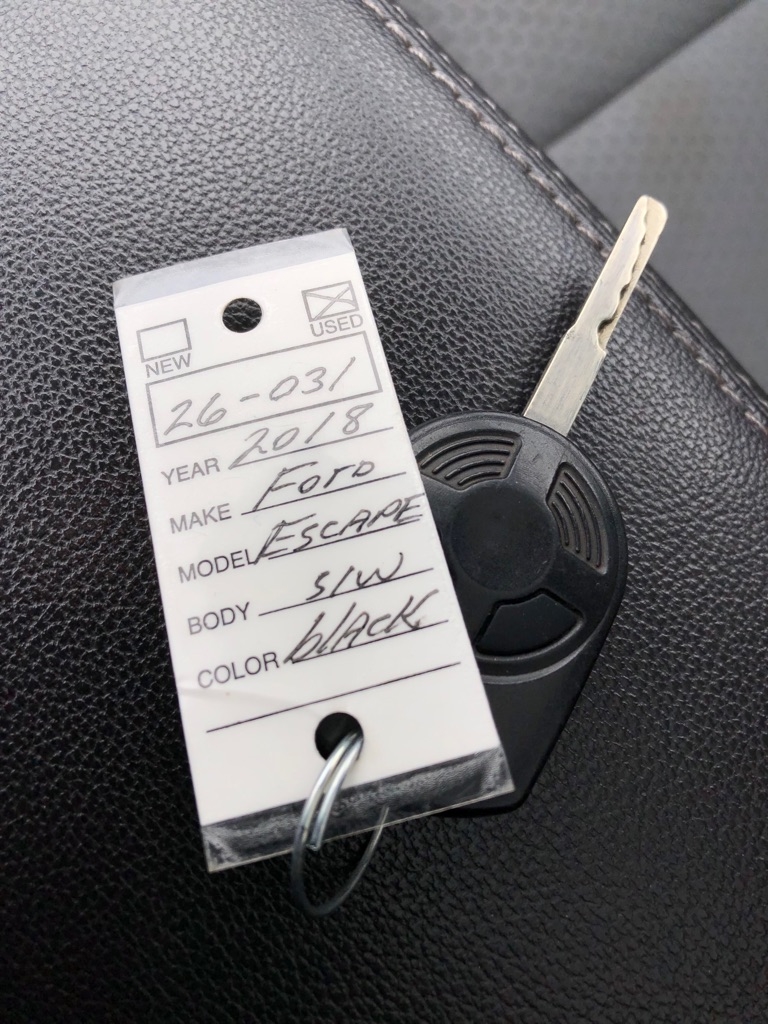 NEW USED
26-031
YEAR 2018
MAKE Ford
MODEL ESCAPE
BODY S/W
COLOR blAcK